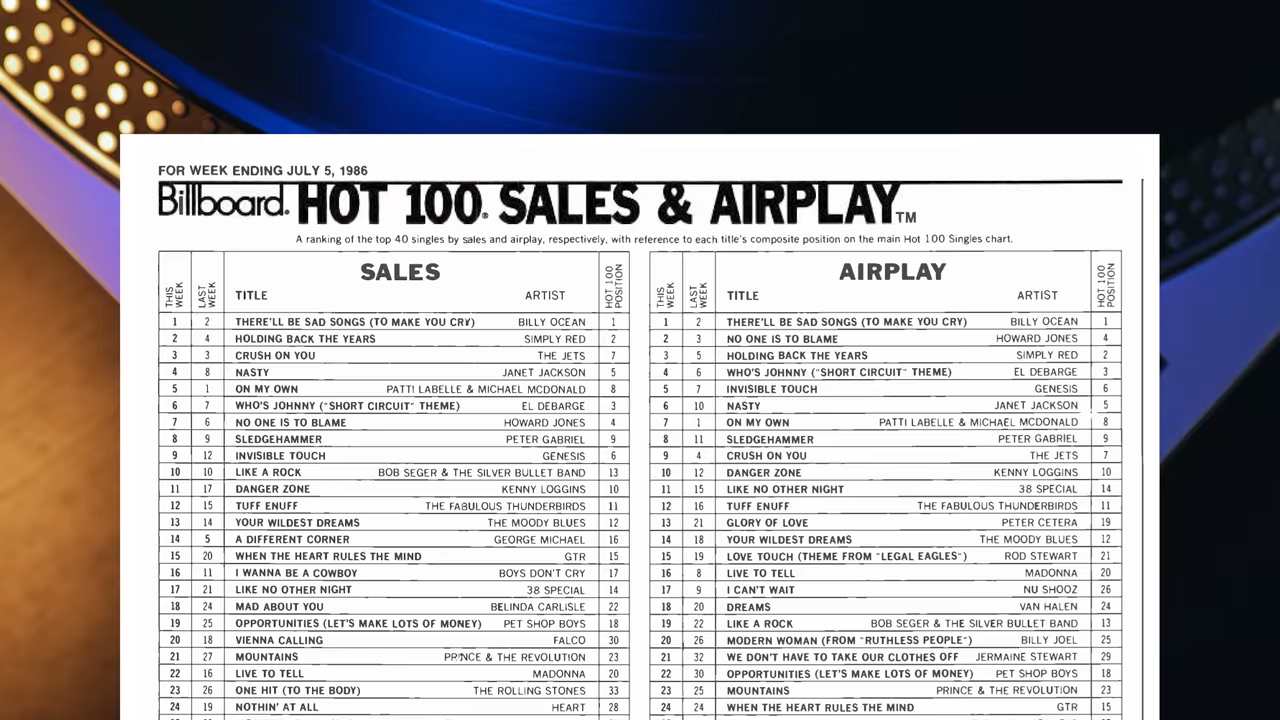 FOR WEEK ENDING JULY 5, 1986
Billboard® HOT 100® SALES & AIRPLAY™
A ranking of the top 40 singles by sales and airplay, respectively, with reference to each title's composite position on the main Hot 100 Singles chart.
SALES
THIS WEEK LAST WEEK TITLE ARTIST HOT 100 POSITION
1 2 THERE'LL BE SAD SONGS (TO MAKE YOU CRY) BILLY OCEAN 1
2 4 HOLDING BACK THE YEARS SIMPLY RED 2
3 3 CRUSH ON YOU THE JETS 7
4 8 NASTY JANET JACKSON 5
5 1 ON MY OWN PATTI LABELLE & MICHAEL MCDONALD 8
6 7 WHO'S JOHNNY ("SHORT CIRCUIT" THEME) EL DEBARGE 3
7 6 NO ONE IS TO BLAME HOWARD JONES 4
8 9 SLEDGEHAMMER PETER GABRIEL 9
9 12 INVISIBLE TOUCH GENESIS 6
10 10 LIKE A ROCK BOB SEGER & THE SILVER BULLET BAND 13
11 17 DANGER ZONE KENNY LOGGINS 10
12 15 TUFF ENUFF THE FABULOUS THUNDERBIRDS 11
13 14 YOUR WILDEST DREAMS THE MOODY BLUES 12
14 5 A DIFFERENT CORNER GEORGE MICHAEL 16
15 20 WHEN THE HEART RULES THE MIND GTR 15
16 11 I WANNA BE A COWBOY BOYS DON'T CRY 17
17 21 LIKE NO OTHER NIGHT 38 SPECIAL 14
18 24 MAD ABOUT YOU BELINDA CARLISLE 22
19 25 OPPORTUNITIES (LET'S MAKE LOTS OF MONEY) PET SHOP BOYS 18
20 18 VIENNA CALLING FALCO 30
21 27 MOUNTAINS PRINCE & THE REVOLUTION 23
22 16 LIVE TO TELL MADONNA 20
23 26 ONE HIT (TO THE BODY) THE ROLLING STONES 33
24 19 NOTHIN' AT ALL HEART 28
AIRPLAY
THIS WEEK LAST WEEK TITLE ARTIST HOT 100 POSITION
1 2 THERE'LL BE SAD SONGS (TO MAKE YOU CRY) BILLY OCEAN 1
2 3 NO ONE IS TO BLAME HOWARD JONES 4
3 5 HOLDING BACK THE YEARS SIMPLY RED 2
4 6 WHO'S JOHNNY ("SHORT CIRCUIT" THEME) EL DEBARGE 3
5 7 INVISIBLE TOUCH GENESIS 6
6 10 NASTY JANET JACKSON 5
7 1 ON MY OWN PATTI LABELLE & MICHAEL MCDONALD 8
8 11 SLEDGEHAMMER PETER GABRIEL 9
9 4 CRUSH ON YOU THE JETS 7
10 12 DANGER ZONE KENNY LOGGINS 10
11 15 LIKE NO OTHER NIGHT 38 SPECIAL 14
12 16 TUFF ENUFF THE FABULOUS THUNDERBIRDS 11
13 21 GLORY OF LOVE PETER CETERA 19
14 18 YOUR WILDEST DREAMS THE MOODY BLUES 12
15 19 LOVE TOUCH (THEME FROM "LEGAL EAGLES") ROD STEWART 21
16 8 LIVE TO TELL MADONNA 20
17 9 I CAN'T WAIT NU SHOOZ 26
18 20 DREAMS VAN HALEN 24
19 22 LIKE A ROCK BOB SEGER & THE SILVER BULLET BAND 13
20 26 MODERN WOMAN (FROM "RUTHLESS PEOPLE") BILLY JOEL 25
21 32 WE DON'T HAVE TO TAKE OUR CLOTHES OFF JERMAINE STEWART 29
22 30 OPPORTUNITIES (LET'S MAKE LOTS OF MONEY) PET SHOP BOYS 18
23 25 MOUNTAINS PRINCE & THE REVOLUTION 23
24 24 WHEN THE HEART RULES THE MIND GTR 15